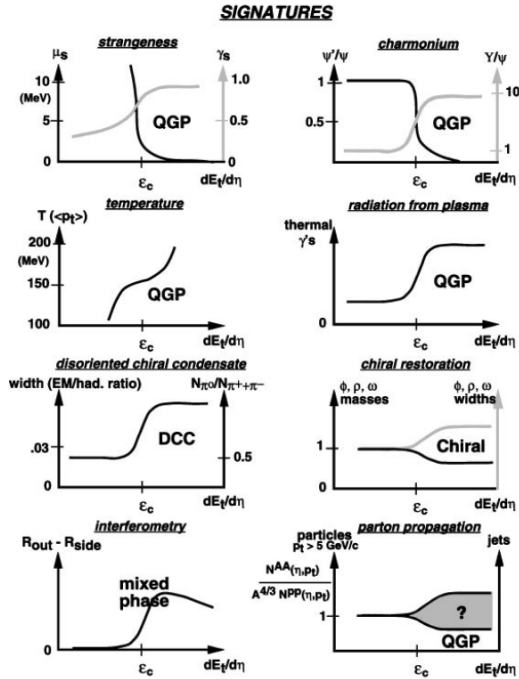 SIGNATURES
strangeness
μs
γs
10
(MeV)
5
0
1.0
0.5
0
QGP
εc
dEt/dη
charmonium
ψ'/ψ
Υ/ψ
1
0.5
10
1
QGP
εc
dEt/dη
temperature
T (<pt>)
200
(MeV)
150
100
QGP
εc
dEt/dη
radiation from plasma
thermal
γ's
0
QGP
εc
dEt/dη
disoriented chiral condensate
width (EM/had. ratio)
Nπ0/Nπ++π-
.03
0
0.5
DCC
εc
dEt/dη
chiral restoration
ϕ, ρ, ω
masses
ϕ, ρ, ω
widths
1
0
Chiral
εc
dEt/dη
interferometry
Rout - Rside
0
mixed
phase
εc
dEt/dη
parton propagation
particles
pt > 5 GeV/c
jets
NAA(η,pt)
A4/3 NPP(η,pt)
1
?
QGP
εc
dEt/dη